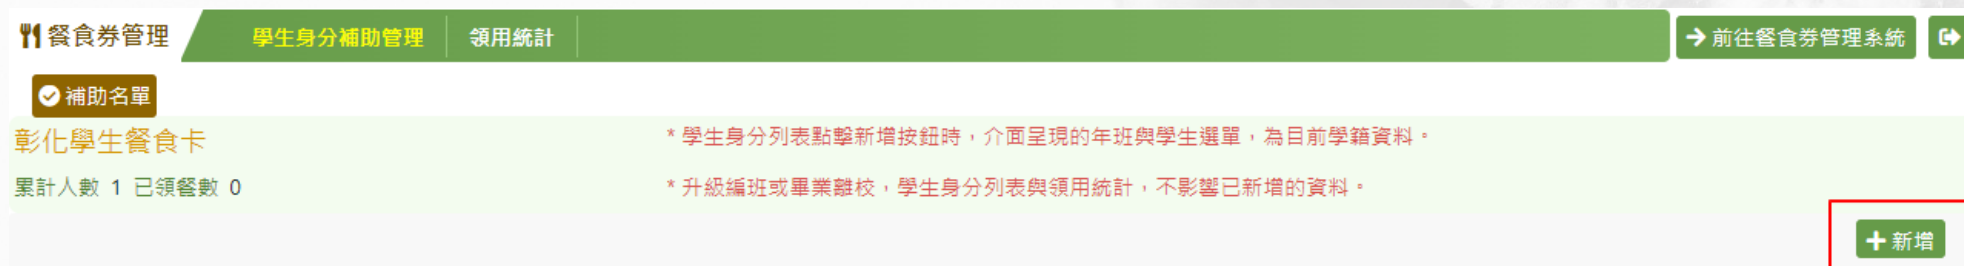 餐食券管理 學生身分補助管理 領用統計 前往餐食券管理系統
補助名單
彰化學生餐食卡
* 學生身分列表點擊新增按鈕時，介面呈現的年班與學生選單，為目前學籍資料。
累計人數 1 已領餐數 0
* 升級編班或畢業離校，學生身分列表與領用統計，不影響已新增的資料。
新增